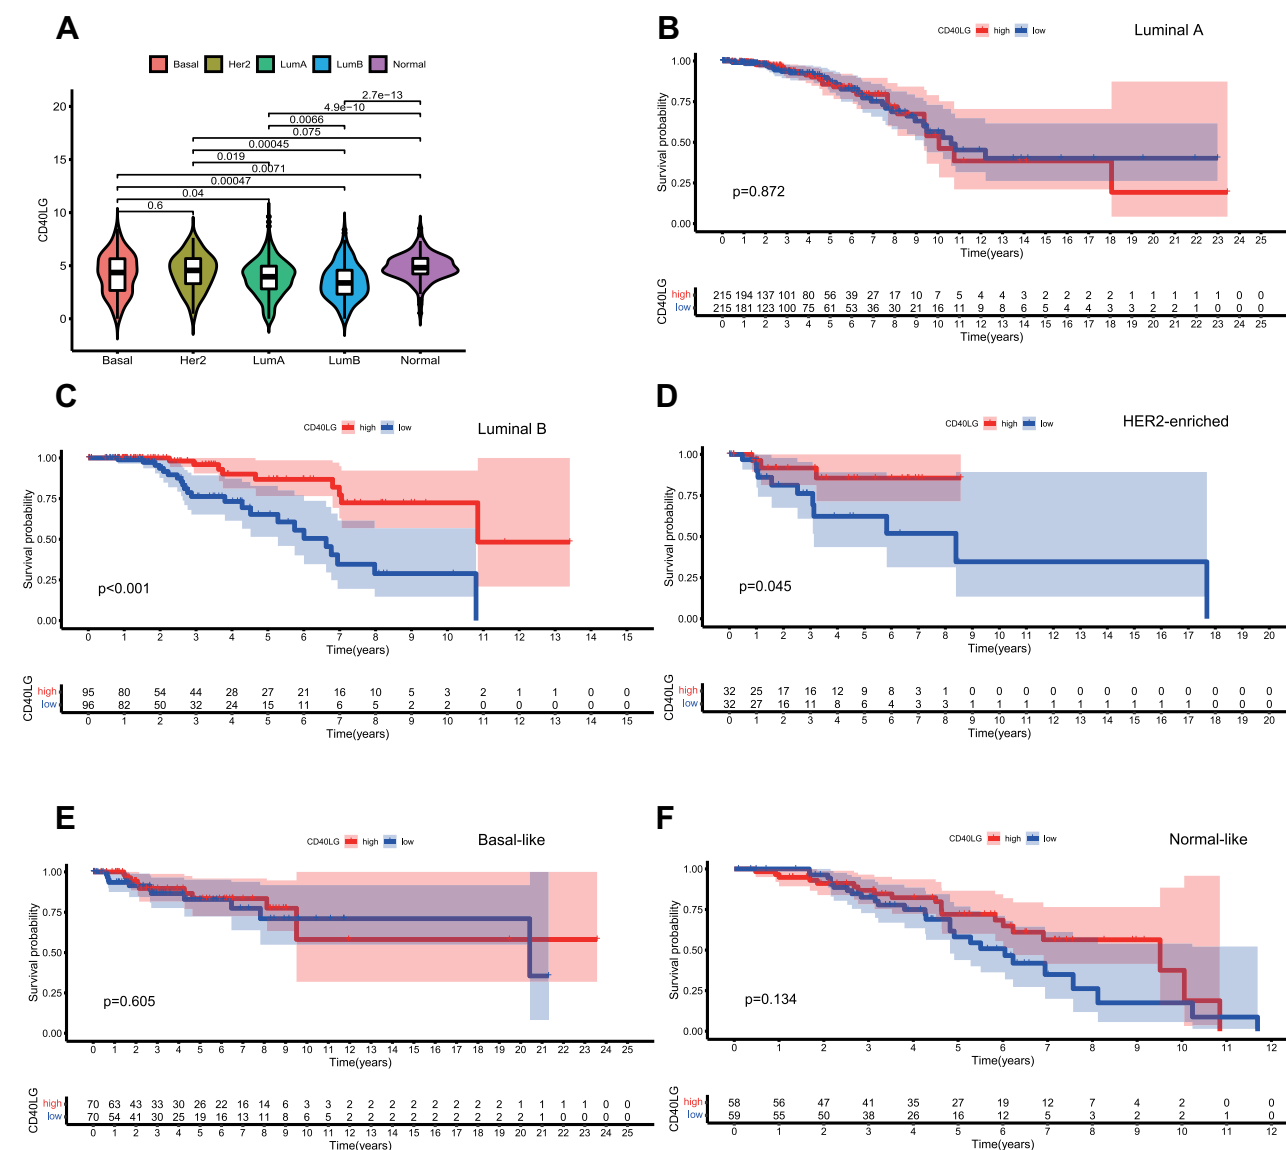 A
Basal Her2 LumA LumB Normal
CD40LG
20
15
10
5
0
2.7e−13
4.9e−10
0.0066
0.075
0.00045
0.019
0.0071
0.00047
0.04
0.6
Basal Her2 LumA LumB Normal
B
CD40LG high low
Luminal A
Survival probability
1.00
0.75
0.50
0.25
0.00
p=0.872
0 1 2 3 4 5 6 7 8 9 10 11 12 13 14 15 16 17 18 19 20 21 22 23 24 25
Time(years)
CD40LG
high 215 194 137 101 80 56 39 27 17 10 7 5 4 4 3 2 2 2 2 1 1 1 1 1 0 0
low 215 181 123 100 75 61 53 36 30 21 16 11 9 8 6 5 4 4 3 3 2 2 1 0 0 0
0 1 2 3 4 5 6 7 8 9 10 11 12 13 14 15 16 17 18 19 20 21 22 23 24 25
Time(years)
C
CD40LG high low
Luminal B
Survival probability
1.00
0.75
0.50
0.25
0.00
p<0.001
0 1 2 3 4 5 6 7 8 9 10 11 12 13 14 15
Time(years)
CD40LG
high 95 80 54 44 28 27 21 16 10 5 3 2 1 1 0 0
low 96 82 50 32 24 15 11 6 5 2 2 0 0 0 0 0
0 1 2 3 4 5 6 7 8 9 10 11 12 13 14 15
Time(years)
D
CD40LG high low
HER2-enriched
Survival probability
1.00
0.75
0.50
0.25
0.00
p=0.045
0 1 2 3 4 5 6 7 8 9 10 11 12 13 14 15 16 17 18 19 20
Time(years)
CD40LG
high 32 25 17 16 12 9 8 3 1 0 0 0 0 0 0 0 0 0 0 0 0
low 32 27 16 11 8 6 4 3 3 1 1 1 1 1 1 1 1 1 0 0 0
0 1 2 3 4 5 6 7 8 9 10 11 12 13 14 15 16 17 18 19 20
Time(years)
E
CD40LG high low
Basal-like
Survival probability
1.00
0.75
0.50
0.25
0.00
p=0.605
0 1 2 3 4 5 6 7 8 9 10 11 12 13 14 15 16 17 18 19 20 21 22 23 24 25
Time(years)
CD40LG
high 70 63 43 33 30 26 22 16 14 6 3 3 2 2 2 2 2 2 2 2 1 1 1 1 0 0
low 70 54 41 30 25 19 16 13 11 8 6 5 2 2 2 2 2 2 2 2 2 1 0 0 0 0
0 1 2 3 4 5 6 7 8 9 10 11 12 13 14 15 16 17 18 19 20 21 22 23 24 25
Time(years)
F
CD40LG high low
Normal-like
Survival probability
1.00
0.75
0.50
0.25
0.00
p=0.134
0 1 2 3 4 5 6 7 8 9 10 11 12
Time(years)
CD40LG
high 58 56 47 41 35 27 19 12 7 4 2 0 0
low 59 55 50 38 26 16 12 5 3 2 2 1 0
0 1 2 3 4 5 6 7 8 9 10 11 12
Time(years)